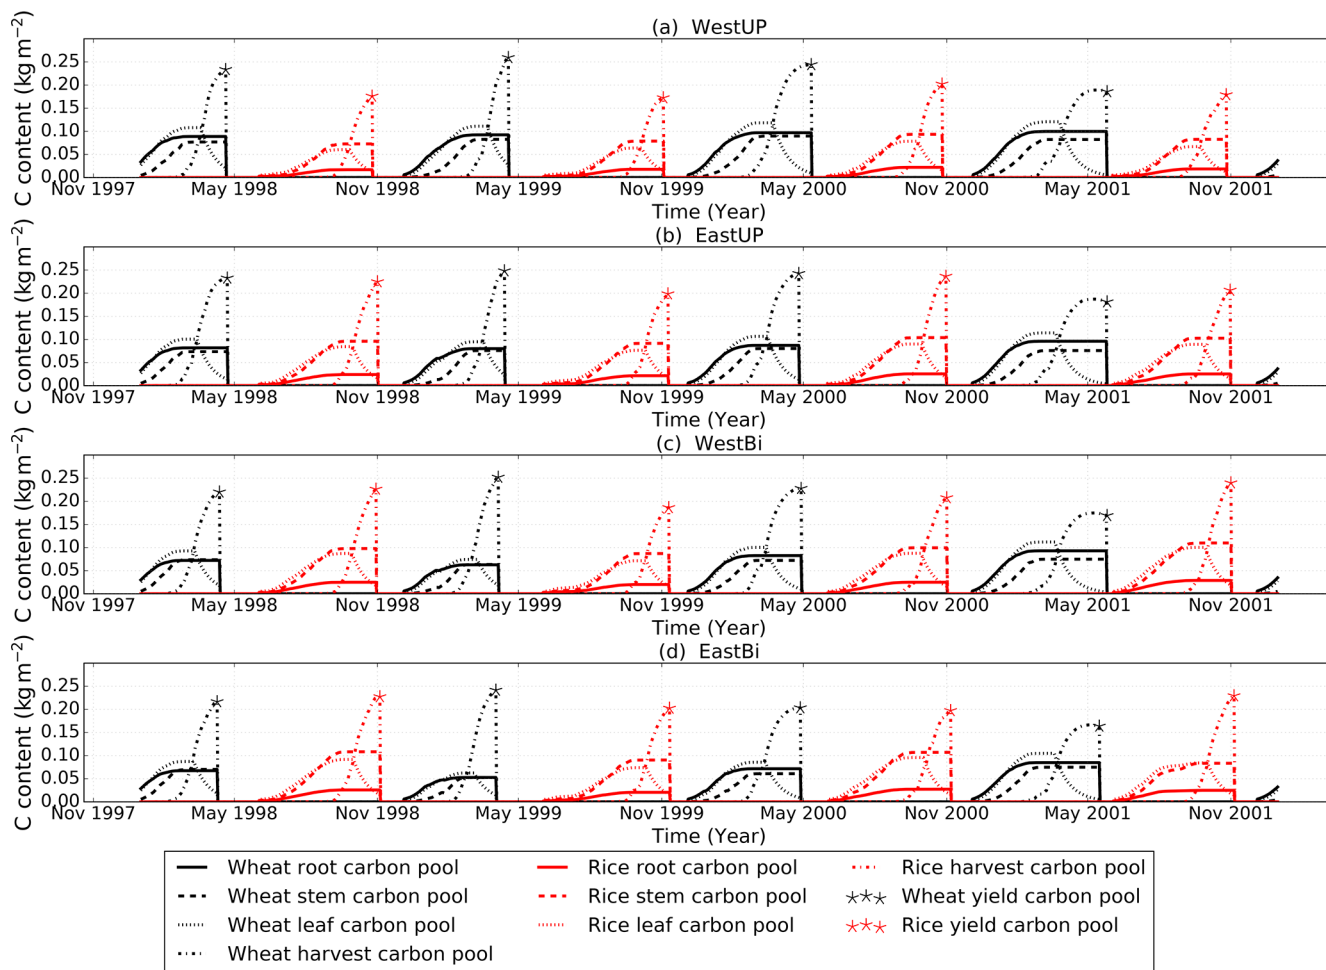 (a) WestUP
C content (kg m⁻²)
0.25
0.20
0.15
0.10
0.05
0.00
Nov 1997 May 1998 Nov 1998 May 1999 Nov 1999 May 2000 Nov 2000 May 2001 Nov 2001
Time (Year)
(b) EastUP
C content (kg m⁻²)
0.25
0.20
0.15
0.10
0.05
0.00
Nov 1997 May 1998 Nov 1998 May 1999 Nov 1999 May 2000 Nov 2000 May 2001 Nov 2001
Time (Year)
(c) WestBi
C content (kg m⁻²)
0.25
0.20
0.15
0.10
0.05
0.00
Nov 1997 May 1998 Nov 1998 May 1999 Nov 1999 May 2000 Nov 2000 May 2001 Nov 2001
Time (Year)
(d) EastBi
C content (kg m⁻²)
0.25
0.20
0.15
0.10
0.05
0.00
Nov 1997 May 1998 Nov 1998 May 1999 Nov 1999 May 2000 Nov 2000 May 2001 Nov 2001
Time (Year)
Wheat root carbon pool
Wheat stem carbon pool
Wheat leaf carbon pool
Wheat harvest carbon pool
Rice root carbon pool
Rice stem carbon pool
Rice leaf carbon pool
Rice harvest carbon pool
Wheat yield carbon pool
Rice yield carbon pool